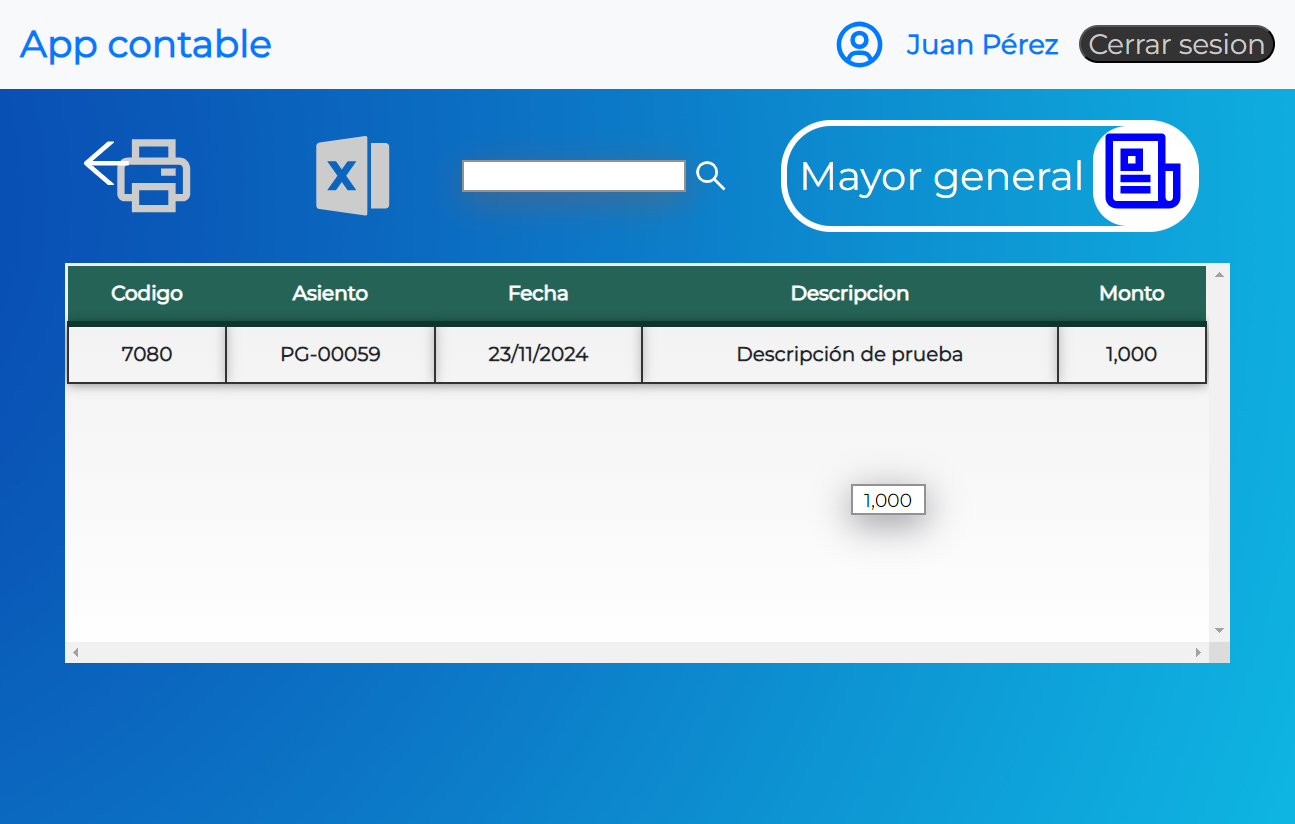 App contable
Juan Pérez
Cerrar sesion
X
Mayor general
Codigo Asiento Fecha Descripcion Monto
7080 PG-00059 23/11/2024 Descripción de prueba 1,000
1,000